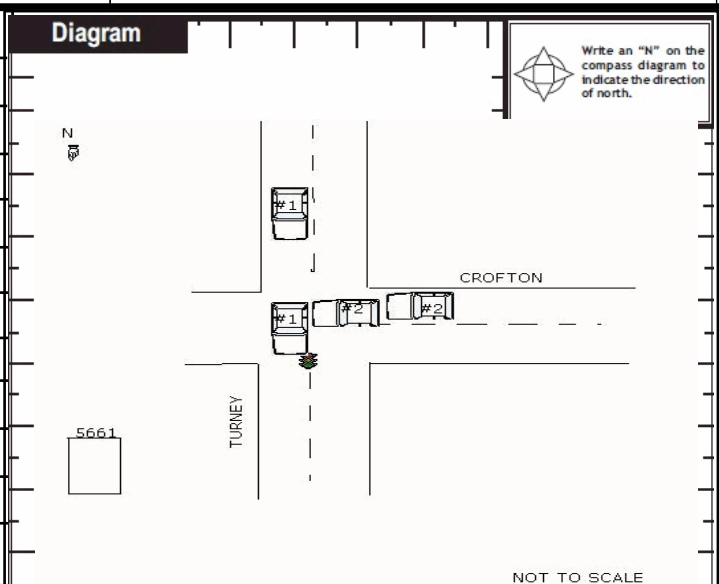 Diagram
Write an “N” on the
compass diagram to
indicate the direction
of north.
N
#1
CROFTON
#1
#2
#2
TURNEY
5661
NOT TO SCALE